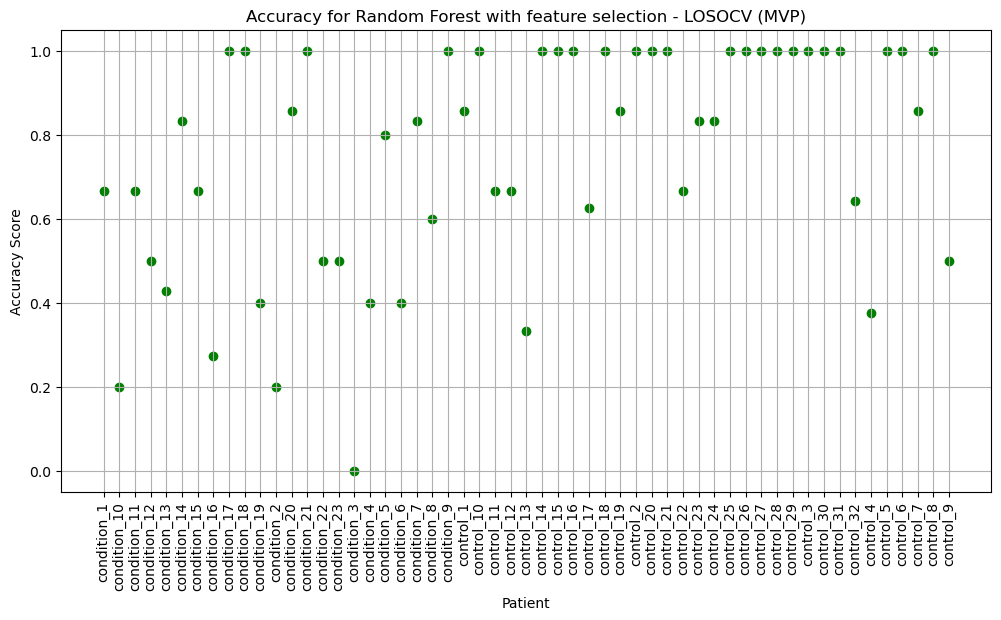 Accuracy for Random Forest with feature selection - LOSOCV (MVP)
Accuracy Score
1.0
0.8
0.6
0.4
0.2
0.0
condition_1
condition_10
condition_11
condition_12
condition_13
condition_14
condition_15
condition_16
condition_17
condition_18
condition_19
condition_2
condition_20
condition_21
condition_22
condition_23
condition_3
condition_4
condition_5
condition_6
condition_7
condition_8
condition_9
control_1
control_10
control_11
control_12
control_13
control_14
control_15
control_16
control_17
control_18
control_19
control_2
control_20
control_21
control_22
control_23
control_24
control_25
control_26
control_27
control_28
control_29
control_3
control_30
control_31
control_32
control_4
control_5
control_6
control_7
control_8
control_9
Patient